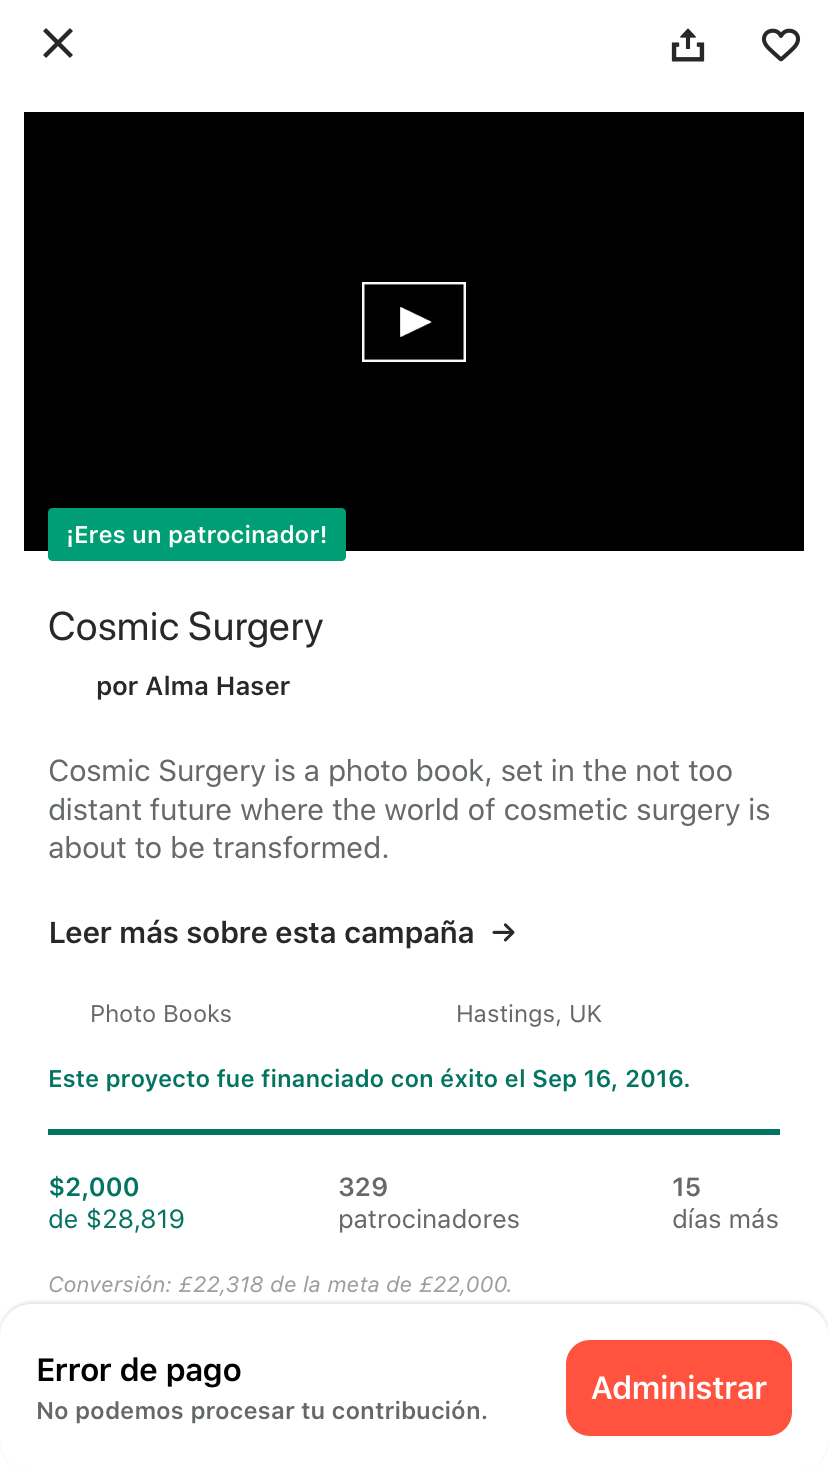 ¡Eres un patrocinador!
Cosmic Surgery
por Alma Haser
Cosmic Surgery is a photo book, set in the not too
distant future where the world of cosmetic surgery is
about to be transformed.
Leer más sobre esta campaña →
Photo Books
Hastings, UK
Este proyecto fue financiado con éxito el Sep 16, 2016.
$2,000
de $28,819
329
patrocinadores
15
días más
Conversión: £22,318 de la meta de £22,000.
Error de pago
No podemos procesar tu contribución.
Administrar